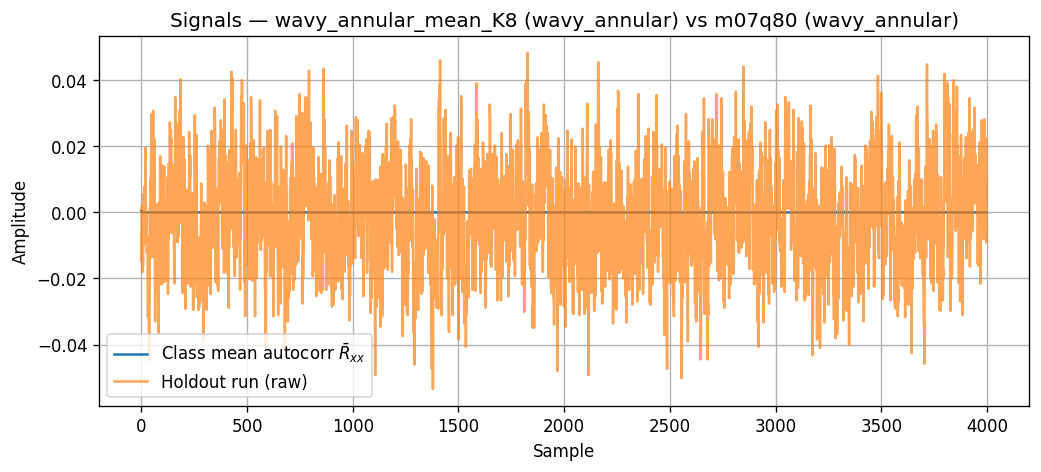 Signals — wavy_annular_mean_K8 (wavy_annular) vs m07q80 (wavy_annular)
Amplitude
0.04
0.02
0.00
−0.02
−0.04
Class mean autocorr R̄xx
Holdout run (raw)
0 500 1000 1500 2000 2500 3000 3500 4000
Sample